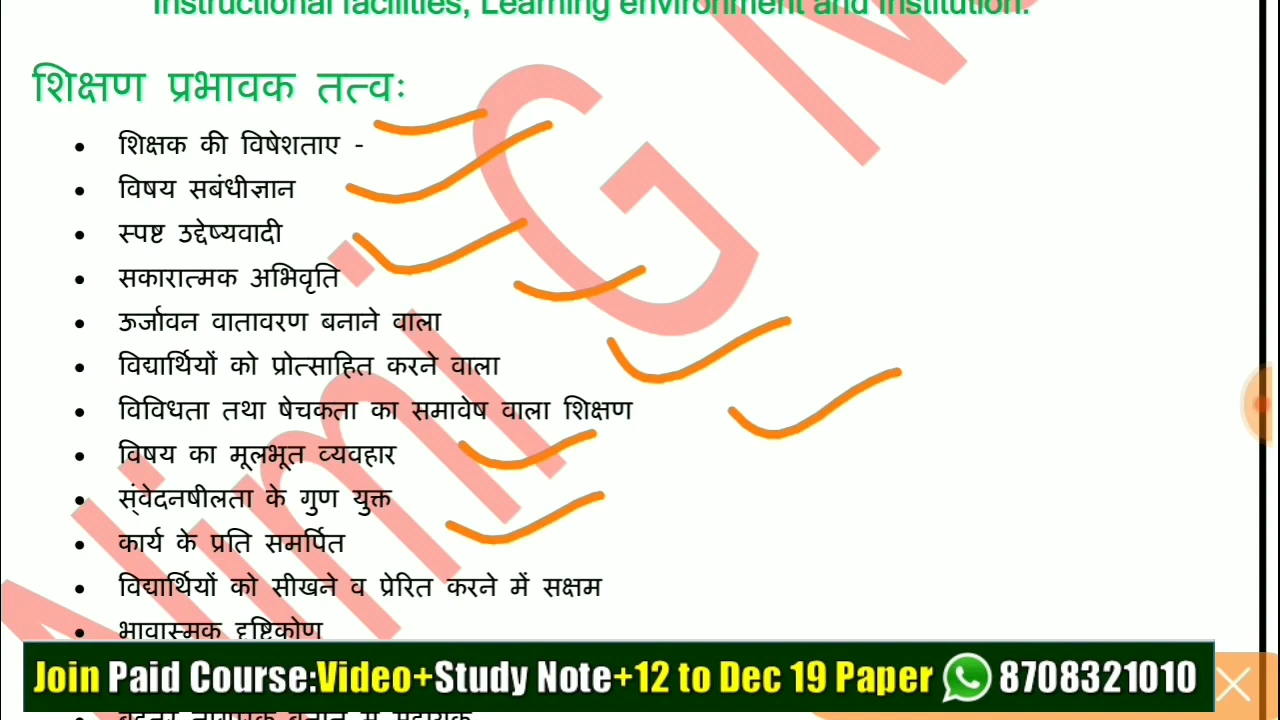 Instructional facilities, Learning environment and Institution.
शिक्षण प्रभावक तत्वः
शिक्षक की विषेशताए -
विषय सबंधीज्ञान
स्पष्ट उद्देष्यवादी
सकारात्मक अभिवृति
ऊर्जावन वातावरण बनाने वाला
विद्यार्थियों को प्रोत्साहित करने वाला
विविधता तथा षेचकता का समावेष वाला शिक्षण
विषय का मूलभूत व्यवहार
स्ंवेदनषीलता के गुण युक्त
कार्य के प्रति समर्पित
विद्यार्थियों को सीखने व प्रेरित करने में सक्षम
भावास्मक दृष्टिकोण
Join Paid Course:Video+Study Note+12 to Dec 19 Paper 8708321010